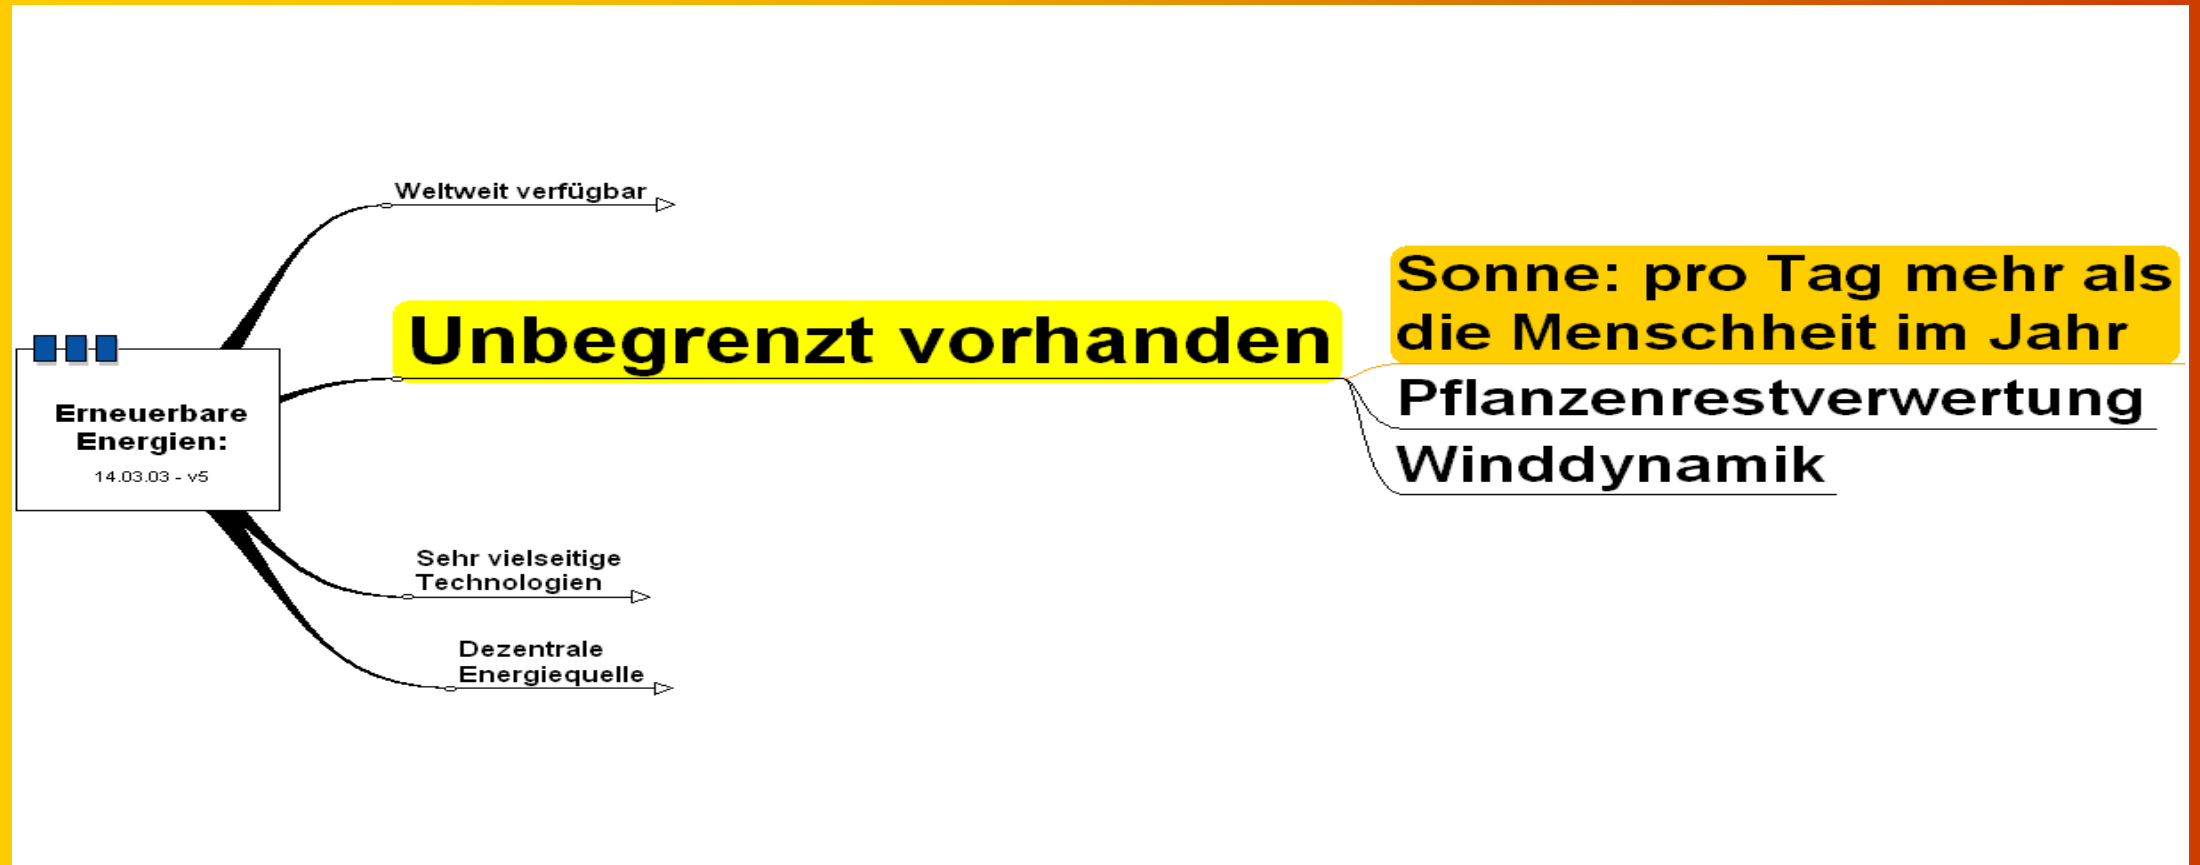 Weltweit verfügbar
Unbegrenzt vorhanden
Sonne: pro Tag mehr als
die Menschheit im Jahr
Pflanzenrestverwertung
Winddynamik
Erneuerbare
Energien:
14.03.03 - v5
Sehr vielseitige
Technologien
Dezentrale
Energiequelle